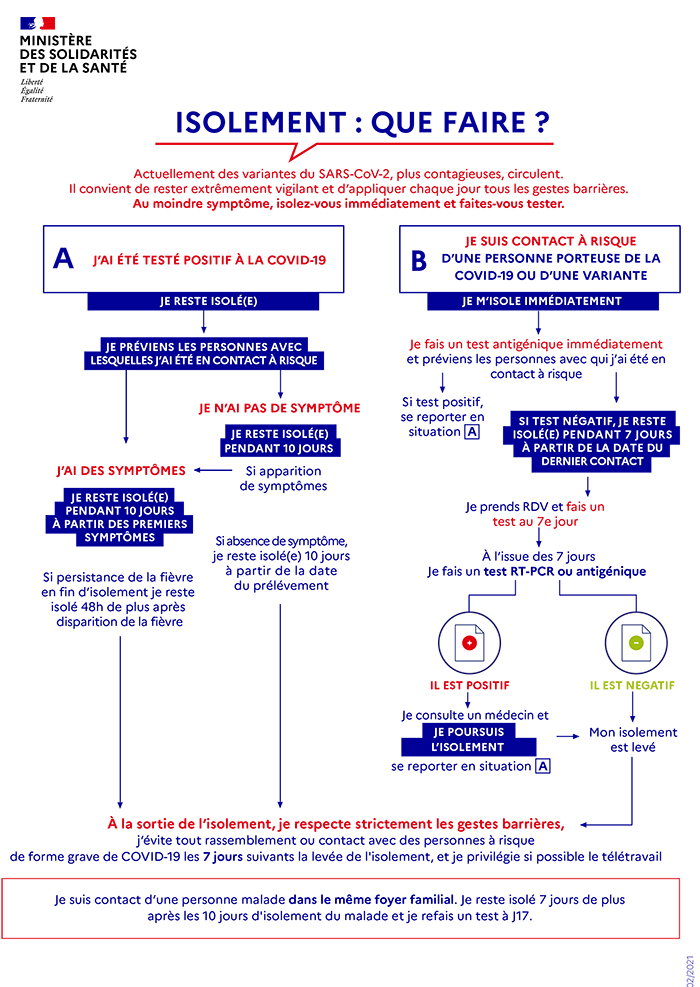 MINISTÈRE
DES SOLIDARITÉS
ET DE LA SANTÉ
Liberté
Égalité
Fraternité
ISOLEMENT : QUE FAIRE ?
Actuellement des variantes du SARS-CoV-2, plus contagieuses, circulent.
Il convient de rester extrêmement vigilant et d'appliquer chaque jour tous les gestes barrières.
Au moindre symptôme, isolez-vous immédiatement et faites-vous tester.
A
J'AI ÉTÉ TESTÉ POSITIF À LA COVID-19
JE RESTE ISOLÉ(E)
JE PRÉVIENS LES PERSONNES AVEC
LESQUELLES J'AI ÉTÉ EN CONTACT À RISQUE
JE N'AI PAS DE SYMPTÔME
JE RESTE ISOLÉ(E)
PENDANT 10 JOURS
J'AI DES SYMPTÔMES
Si apparition
de symptômes
JE RESTE ISOLÉ(E)
PENDANT 10 JOURS
À PARTIR DES PREMIERS
SYMPTÔMES
Si absence de symptôme,
je reste isolé(e) 10 jours
à partir de la date
du prélévement
Si persistance de la fièvre
en fin d'isolement je reste
isolé 48h de plus après
disparition de la fièvre
B
JE SUIS CONTACT À RISQUE
D'UNE PERSONNE PORTEUSE DE LA
COVID-19 OU D'UNE VARIANTE
JE M'ISOLE IMMÉDIATEMENT
Je fais un test antigénique immédiatement
et préviens les personnes avec qui j'ai été en
contact à risque
Si test positif,
se reporter en
situation A
SI TEST NÉGATIF, JE RESTE
ISOLÉ(E) PENDANT 7 JOURS
À PARTIR DE LA DATE DU
DERNIER CONTACT
Je prends RDV et fais un
test au 7e jour
À l'issue des 7 jours
Je fais un test RT-PCR ou antigénique
IL EST POSITIF
IL EST NEGATIF
Je consulte un médecin et
JE POURSUIS
L'ISOLEMENT
se reporter en situation A
Mon isolement
est levé
À la sortie de l'isolement, je respecte strictement les gestes barrières,
j'évite tout rassemblement ou contact avec des personnes à risque
de forme grave de COVID-19 les 7 jours suivants la levée de l'isolement, et je privilégie si possible le télétravail
Je suis contact d'une personne malade dans le même foyer familial. Je reste isolé 7 jours de plus
après les 10 jours d'isolement du malade et je refais un test à J17.
02/2021